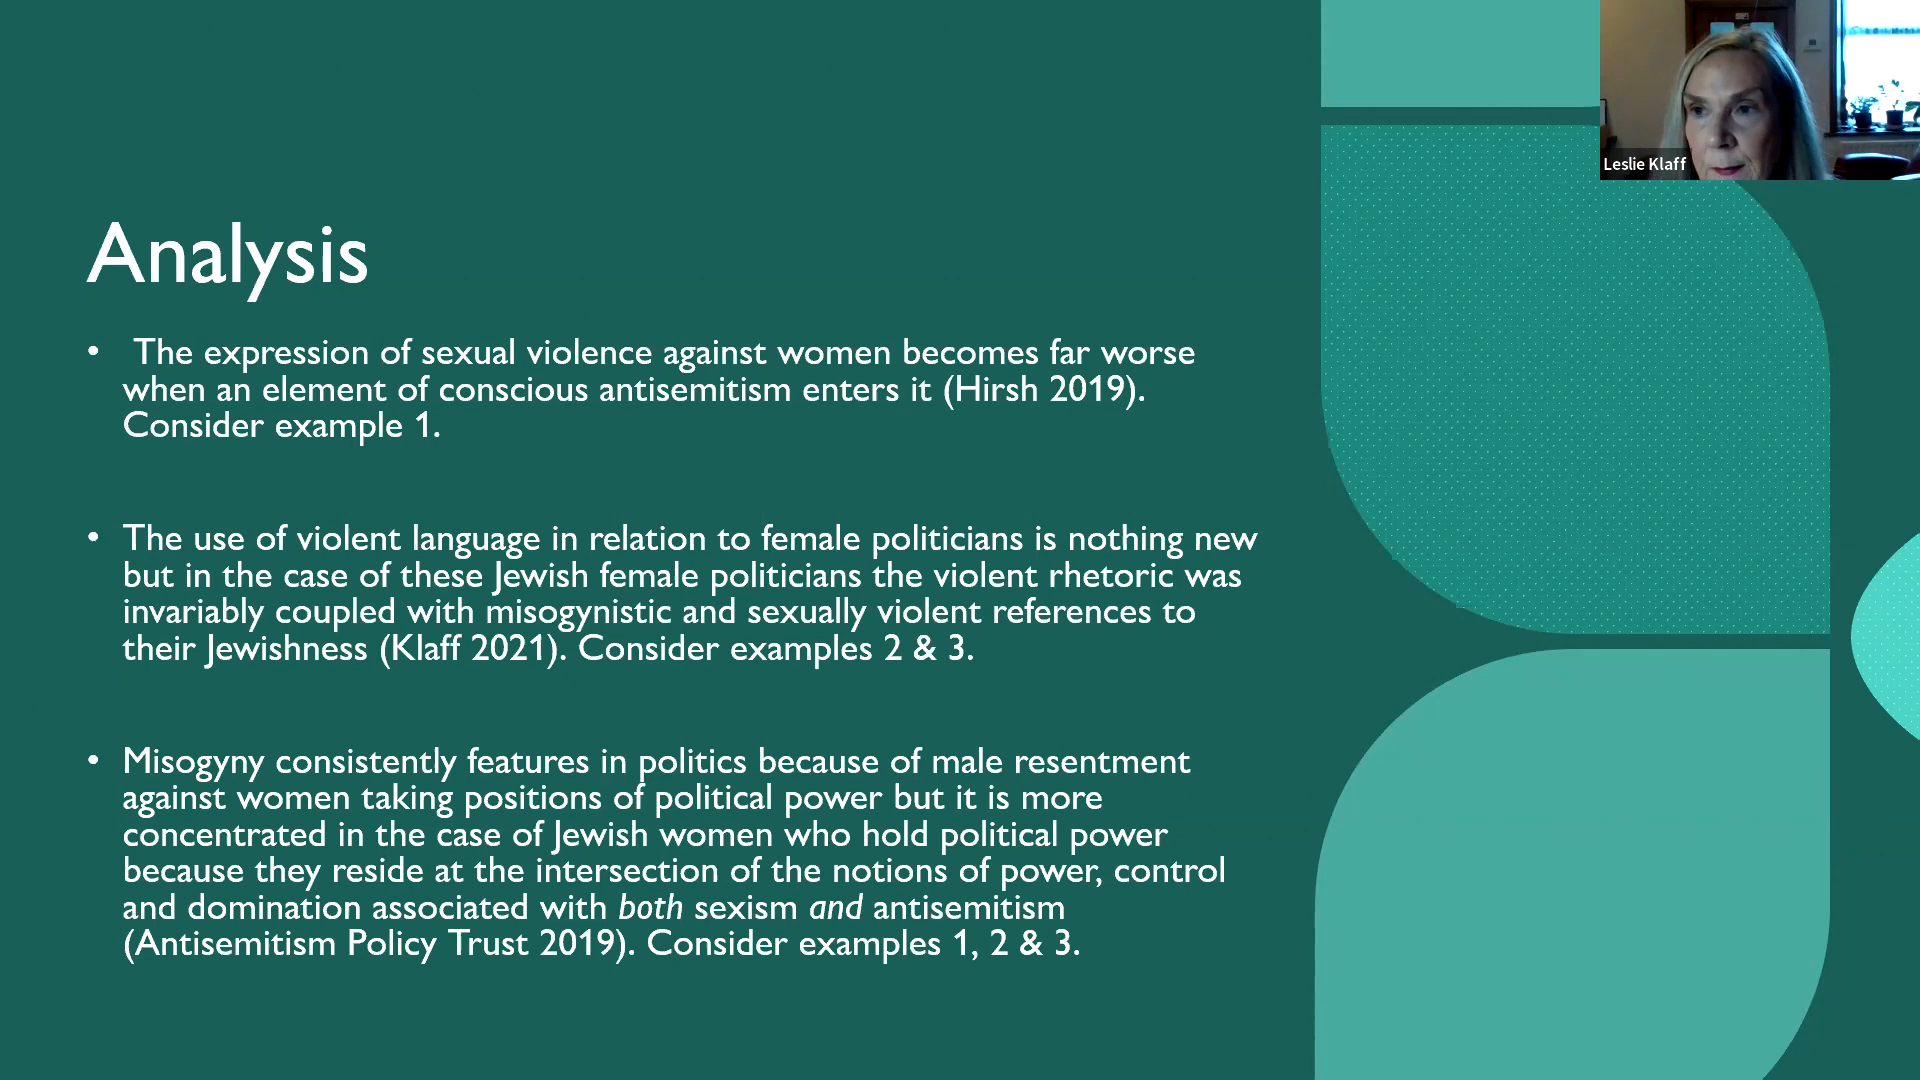 Leslie Klaff
Analysis
• The expression of sexual violence against women becomes far worse
when an element of conscious antisemitism enters it (Hirsh 2019).
Consider example 1.
• The use of violent language in relation to female politicians is nothing new
but in the case of these Jewish female politicians the violent rhetoric was
invariably coupled with misogynistic and sexually violent references to
their Jewishness (Klaff 2021). Consider examples 2 & 3.
• Misogyny consistently features in politics because of male resentment
against women taking positions of political power but it is more
concentrated in the case of Jewish women who hold political power
because they reside at the intersection of the notions of power, control
and domination associated with both sexism and antisemitism
(Antisemitism Policy Trust 2019). Consider examples 1, 2 & 3.